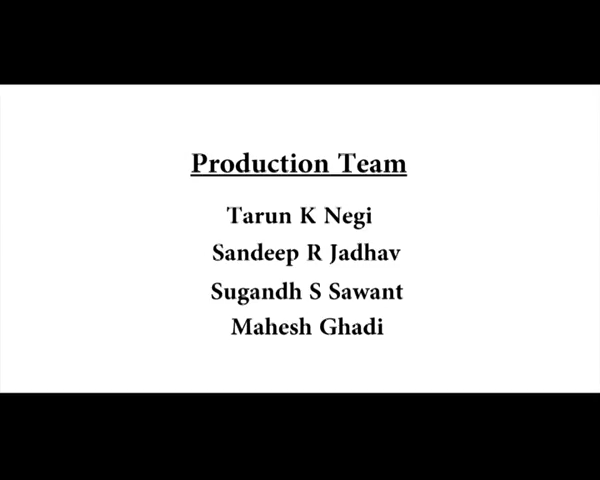 Production Team
Tarun K Negi
Sandeep R Jadhav
Sugandh S Sawant
Mahesh Ghadi